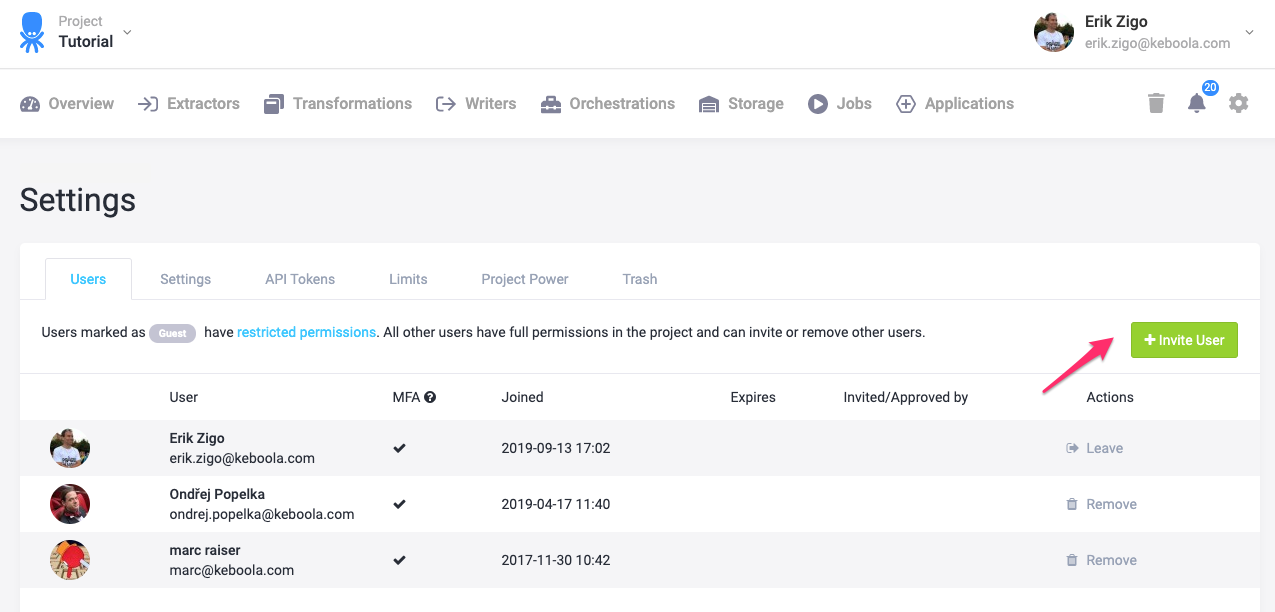 Project
Tutorial
Erik Zigo
erik.zigo@keboola.com
Overview Extractors Transformations Writers Orchestrations Storage Jobs Applications 20
Settings
Users Settings API Tokens Limits Project Power Trash
Users marked as Guest have restricted permissions. All other users have full permissions in the project and can invite or remove other users.
Invite User
User MFA Joined Expires Invited/Approved by Actions
Erik Zigo
erik.zigo@keboola.com 2019-09-13 17:02 Leave
Ondřej Popelka
ondrej.popelka@keboola.com 2019-04-17 11:40 Remove
marc raiser
marc@keboola.com 2017-11-30 10:42 Remove